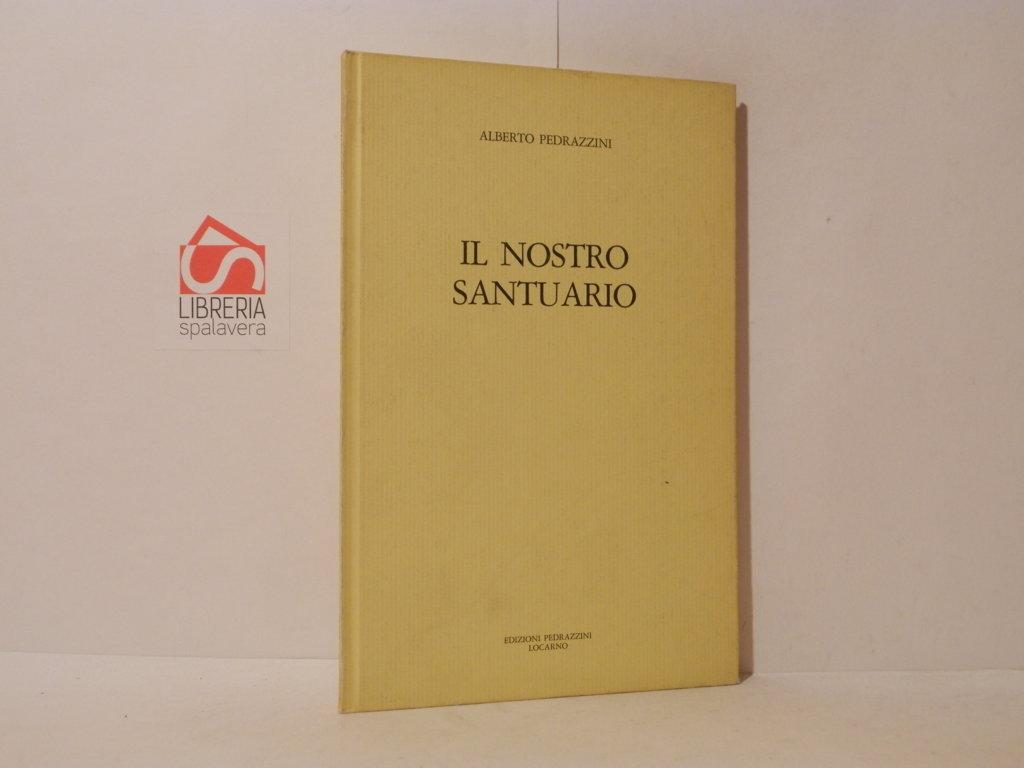 ALBERTO PEDRAZZINI
IL NOSTRO
SANTUARIO
EDIZIONI PEDRAZZINI
LOCARNO
LIBRERIA
spalavera